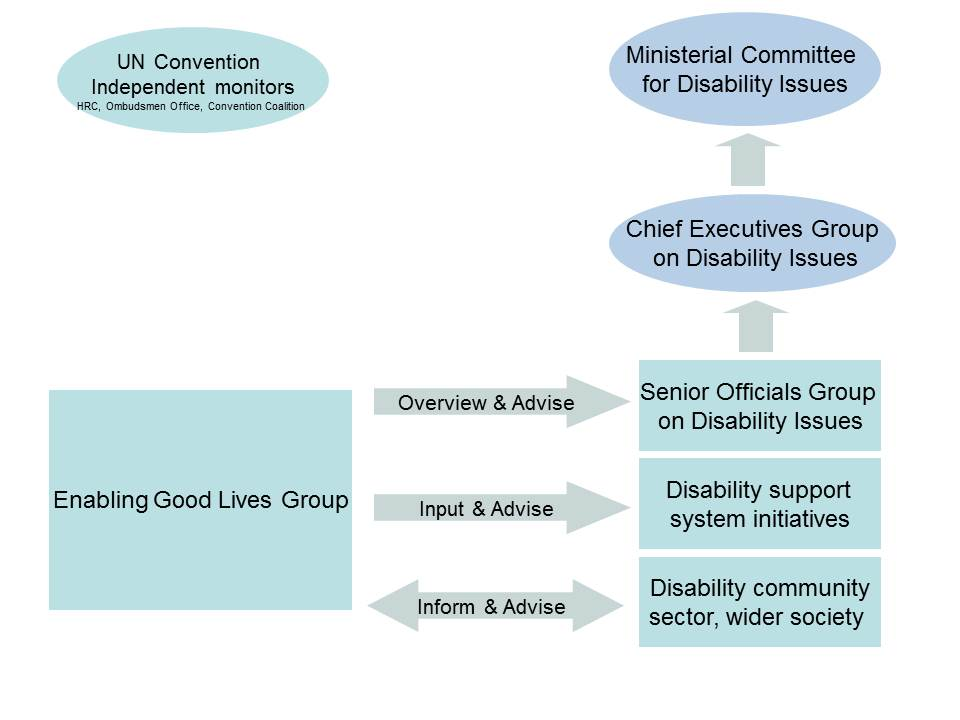 UN Convention
Independent monitors
HRC, Ombudsmen Office, Convention Coalition
Ministerial Committee
for Disability Issues
Chief Executives Group
on Disability Issues
Enabling Good Lives Group
Overview & Advise
Senior Officials Group
on Disability Issues
Input & Advise
Disability support
system initiatives
Inform & Advise
Disability community
sector, wider society